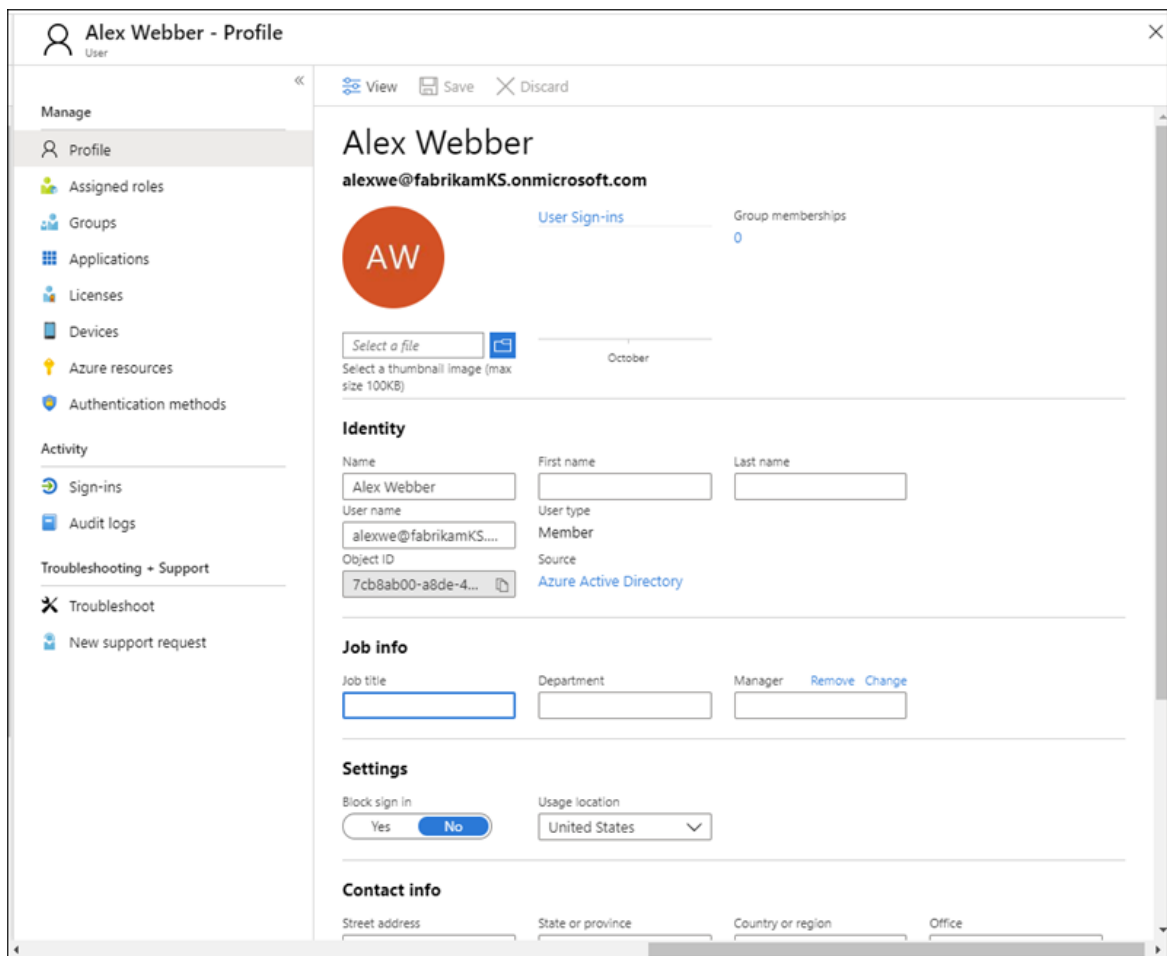 Alex Webber - Profile
User
«
Manage
Profile
Assigned roles
Groups
Applications
Licenses
Devices
Azure resources
Authentication methods
Activity
Sign-ins
Audit logs
Troubleshooting + Support
Troubleshoot
New support request
View Save Discard
Alex Webber
alexwe@fabrikamKS.onmicrosoft.com
AW
User Sign-ins
Group memberships
0
Select a file
Select a thumbnail image (max
size 100KB)
October
Identity
Name First name Last name
Alex Webber
User name User type
alexwe@fabrikamKS.... Member
Object ID Source
7cb8ab00-a8de-4... Azure Active Directory
Job info
Job title Department Manager Remove Change
Settings
Block sign in Usage location
Yes No United States
Contact info
Street address State or province Country or region Office